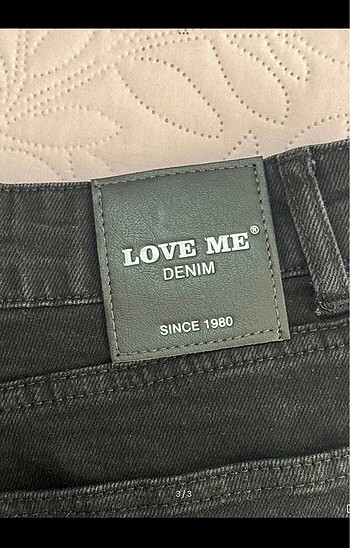 LOVE ME®
DENIM
SINCE 1980
3/3